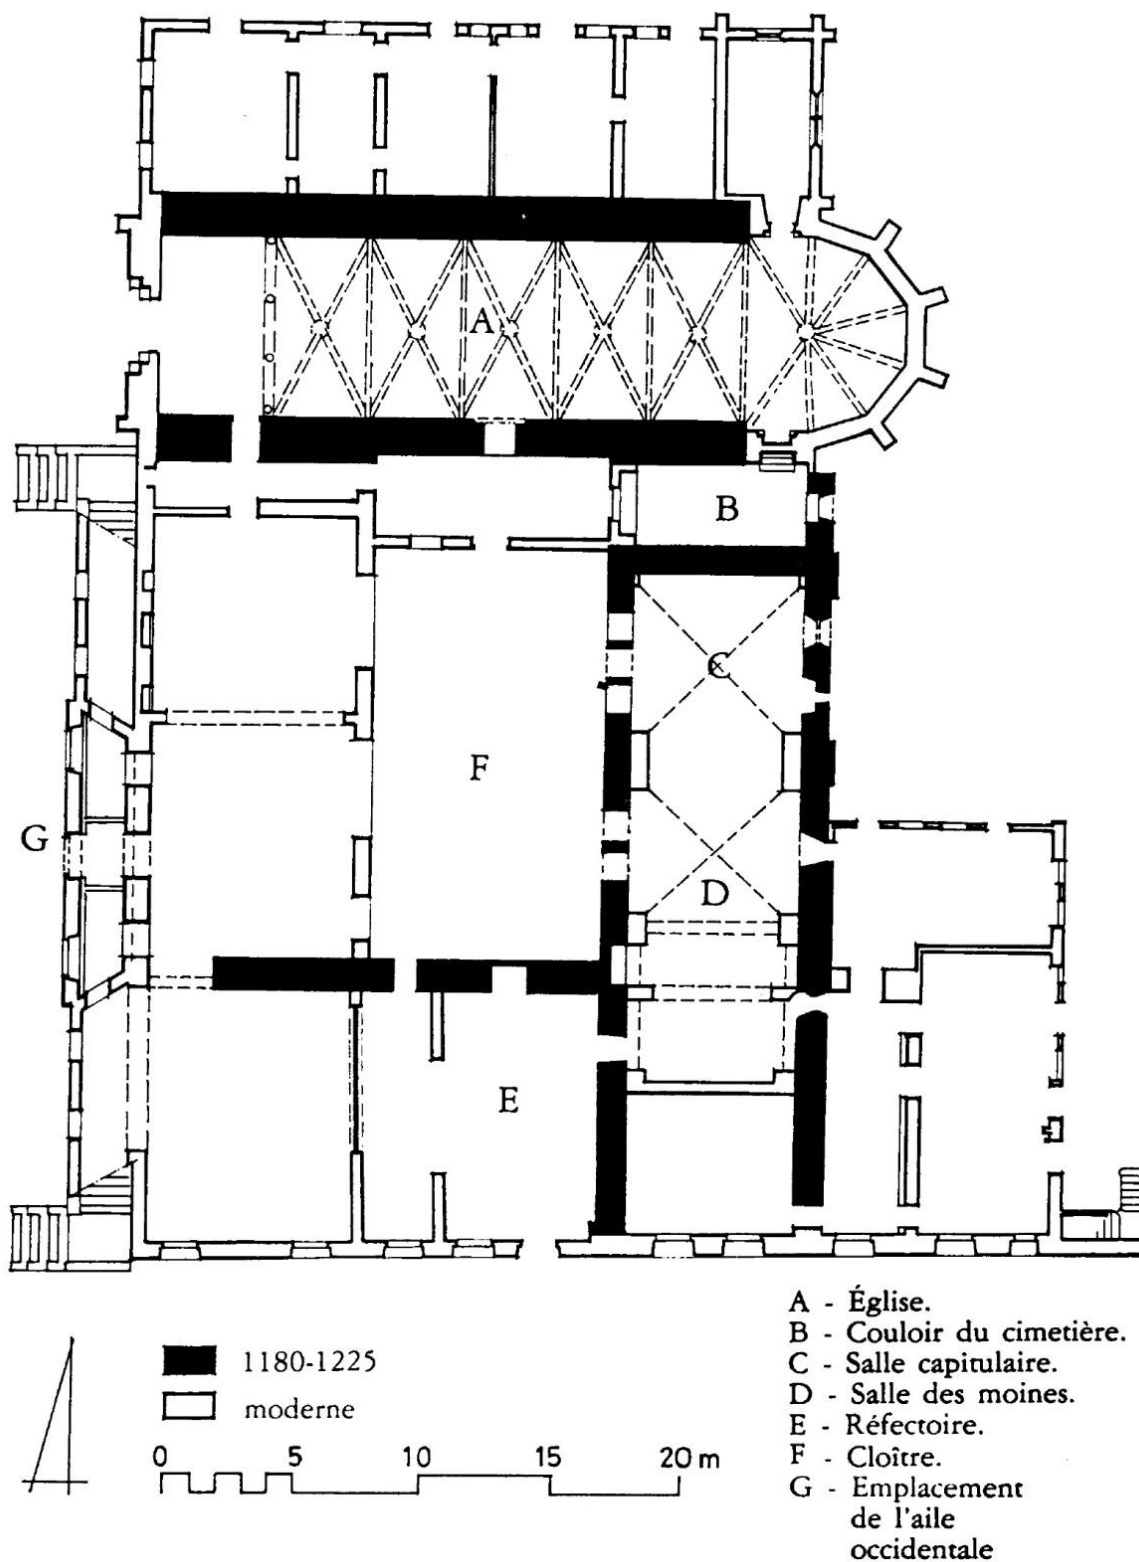 A
B
C
F
G
D
E
1180-1225
moderne
0 5 10 15 20 m
A - Église.
B - Couloir du cimetière.
C - Salle capitulaire.
D - Salle des moines.
E - Réfectoire.
F - Cloître.
G - Emplacement
de l'aile
occidentale